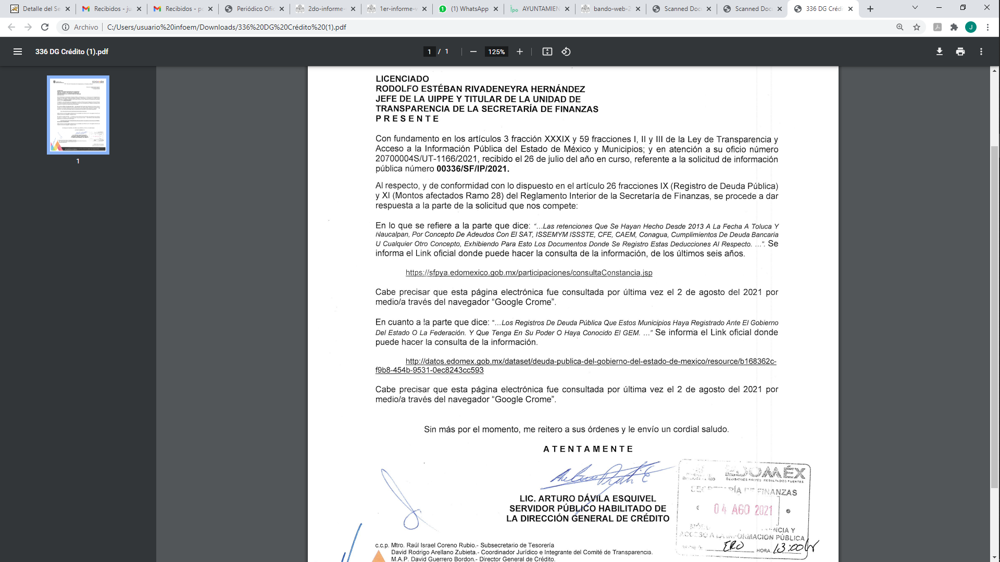 Detalle del Se
Recibidos - ju
Recibidos - po
Periódico Ofic
2do-informe-
1er-informe-v
(1) WhatsApp
AYUNTAMIEN
bando-web-2
Scanned Doc
Scanned Doc
336 DG Crédi
Archivo
C:/Users/usuario%20infoem/Downloads/336%20DG%20Crédito%20(1).pdf
J
336 DG Crédito (1).pdf
1 / 1
125%
1
LICENCIADO
RODOLFO ESTÉBAN RIVADENEYRA HERNÁNDEZ
JEFE DE LA UIPPE Y TITULAR DE LA UNIDAD DE
TRANSPARENCIA DE LA SECRETARÍA DE FINANZAS
P R E S E N T E
Con fundamento en los artículos 3 fracción XXXIX y 59 fracciones I, II y III de la Ley de Transparencia y
Acceso a la Información Pública del Estado de México y Municipios; y en atención a su oficio número
20700004S/UT-1166/2021, recibido el 26 de julio del año en curso, referente a la solicitud de información
pública número 00336/SF/IP/2021.
Al respecto, y de conformidad con lo dispuesto en el artículo 26 fracciones IX (Registro de Deuda Pública)
y XI (Montos afectados Ramo 28) del Reglamento Interior de la Secretaría de Finanzas, se procede a dar
respuesta a la parte de la solicitud que nos compete:
En lo que se refiere a la parte que dice: “…Las retenciones Que Se Hayan Hecho Desde 2013 A La Fecha A Toluca Y
Naucalpan, Por Concepto De Adeudos Con El SAT, ISSEMYM ISSSTE, CFE, CAEM, Conagua, Cumplimientos De Deuda Bancaria
U Cualquier Otro Concepto, Exhibiendo Para Esto Los Documentos Donde Se Registro Estas Deducciones Al Respecto. …”. Se
informa el Link oficial donde puede hacer la consulta de la información, de los últimos seis años.
https://sfpya.edomexico.gob.mx/participaciones/consultaConstancia.jsp
Cabe precisar que esta página electrónica fue consultada por última vez el 2 de agosto del 2021 por
medio/a través del navegador “Google Crome”.
En cuanto a la parte que dice: “…Los Registros De Deuda Pública Que Estos Municipios Haya Registrado Ante El Gobierno
Del Estado O La Federación. Y Que Tenga En Su Poder O Haya Conocido El GEM. …” Se informa el Link oficial donde
puede hacer la consulta de la información.
http://datos.edomex.gob.mx/dataset/deuda-publica-del-gobierno-del-estado-de-mexico/resource/b168362c-
f9b8-454b-9531-0ec8243cc593
Cabe precisar que esta página electrónica fue consultada por última vez el 2 de agosto del 2021 por
medio/a través del navegador “Google Crome”.
Sin más por el momento, me reitero a sus órdenes y le envío un cordial saludo.
A T E N T A M E N T E
LIC. ARTURO DÁVILA ESQUIVEL
SERVIDOR PÚBLICO HABILITADO DE
LA DIRECCIÓN GENERAL DE CRÉDITO
EDOMÉX
DECISIONES FIRMES, RESULTADOS FUERTES
SECRETARÍA DE FINANZAS
04 AGO 2021
ACCESO A LA INFORMACIÓN PÚBLICA
ERO HORA: 13:00 hr
c.c.p. Mtro. Raúl Israel Coreno Rubio.- Subsecretario de Tesorería
David Rodrigo Arellano Zubieta.- Coordinador Jurídico e Integrante del Comité de Transparencia.
M.A.P. David Guerrero Bordon.- Director General de Crédito.